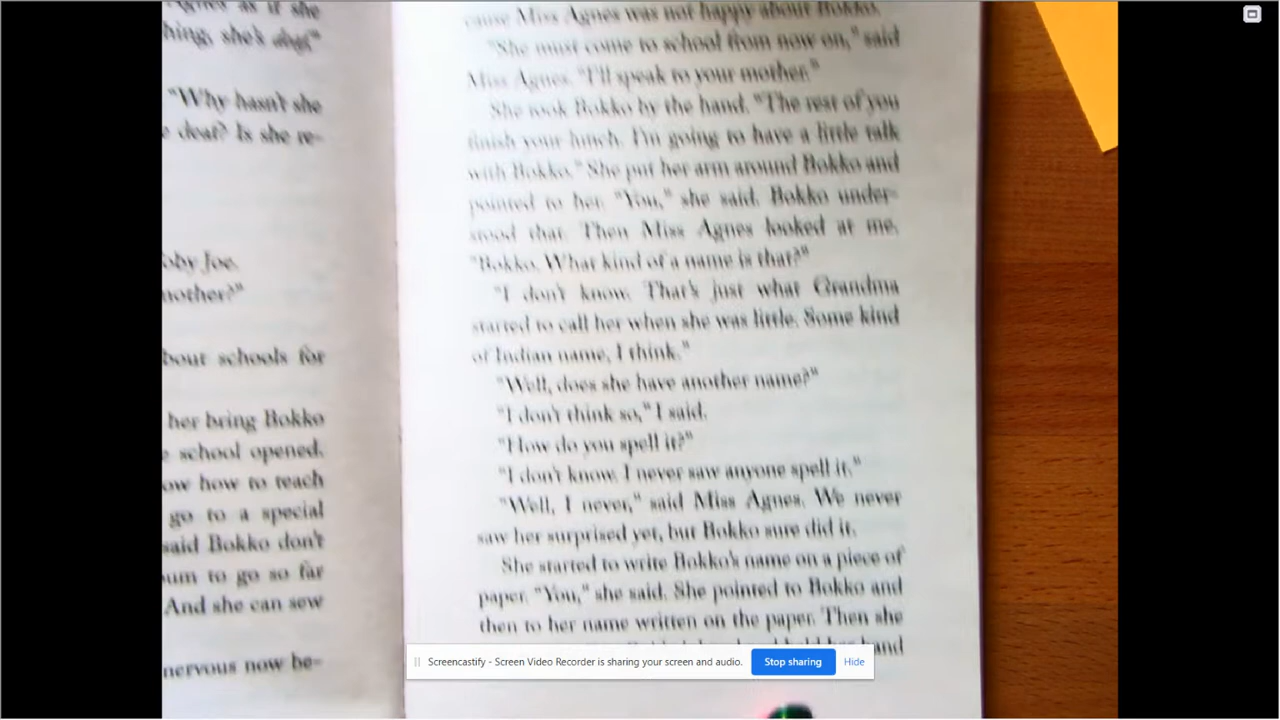 Agnes as if she
hing, she's deaf."
"Why hasn't she
deaf? Is she re-
oby Joe.
mother?"
bout schools for
her bring Bokko
school opened.
ow how to teach
go to a special
said Bokko don't
um to go so far
And she can sew
nervous now be-
cause Miss Agnes was not happy about Bokko.
"She must come to school from now on," said
Miss Agnes. "I'll speak to your mother."
She took Bokko by the hand. "The rest of you
finish your lunch. I'm going to have a little talk
with Bokko." She put her arm around Bokko and
pointed to her. "You," she said. Bokko under-
stood that. Then Miss Agnes looked at me.
"Bokko. What kind of a name is that?"
"I don't know. That's just what Grandma
started to call her when she was little. Some kind
of Indian name, I think."
"Well, does she have another name?"
"I don't think so," I said.
"How do you spell it?"
"I don't know. I never saw anyone spell it."
"Well, I never," said Miss Agnes. We never
saw her surprised yet, but Bokko sure did it.
She started to write Bokko's name on a piece of
paper. "You," she said. She pointed to Bokko and
then to her name written on the paper. Then she
hand
Screencastify - Screen Video Recorder is sharing your screen and audio. Stop sharing Hide